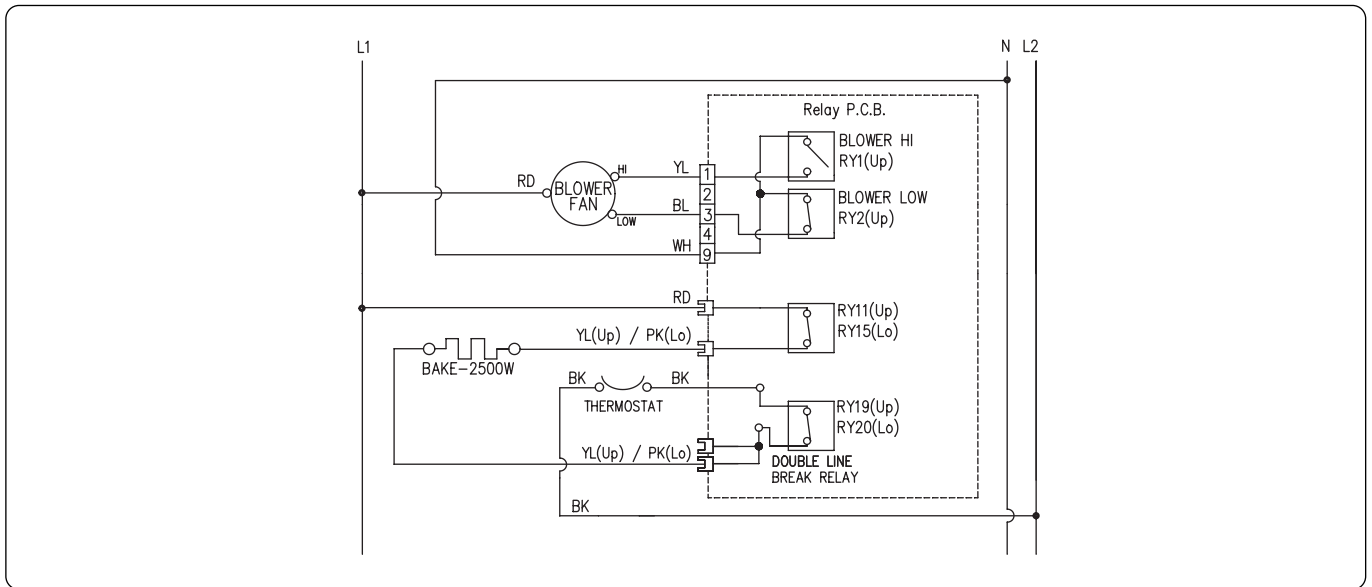 L1
N L2
Relay P.C.B.
BLOWER HI
RY1(Up)
HI
YL
1
RD
BLOWER
FAN
2
BLOWER LOW
RY2(Up)
BL
3
LOW
4
WH
9
RD
RY11(Up)
RY15(Lo)
YL(Up) / PK(Lo)
BAKE-2500W
BK
BK
THERMOSTAT
RY19(Up)
RY20(Lo)
YL(Up) / PK(Lo)
DOUBLE LINE
BREAK RELAY
BK